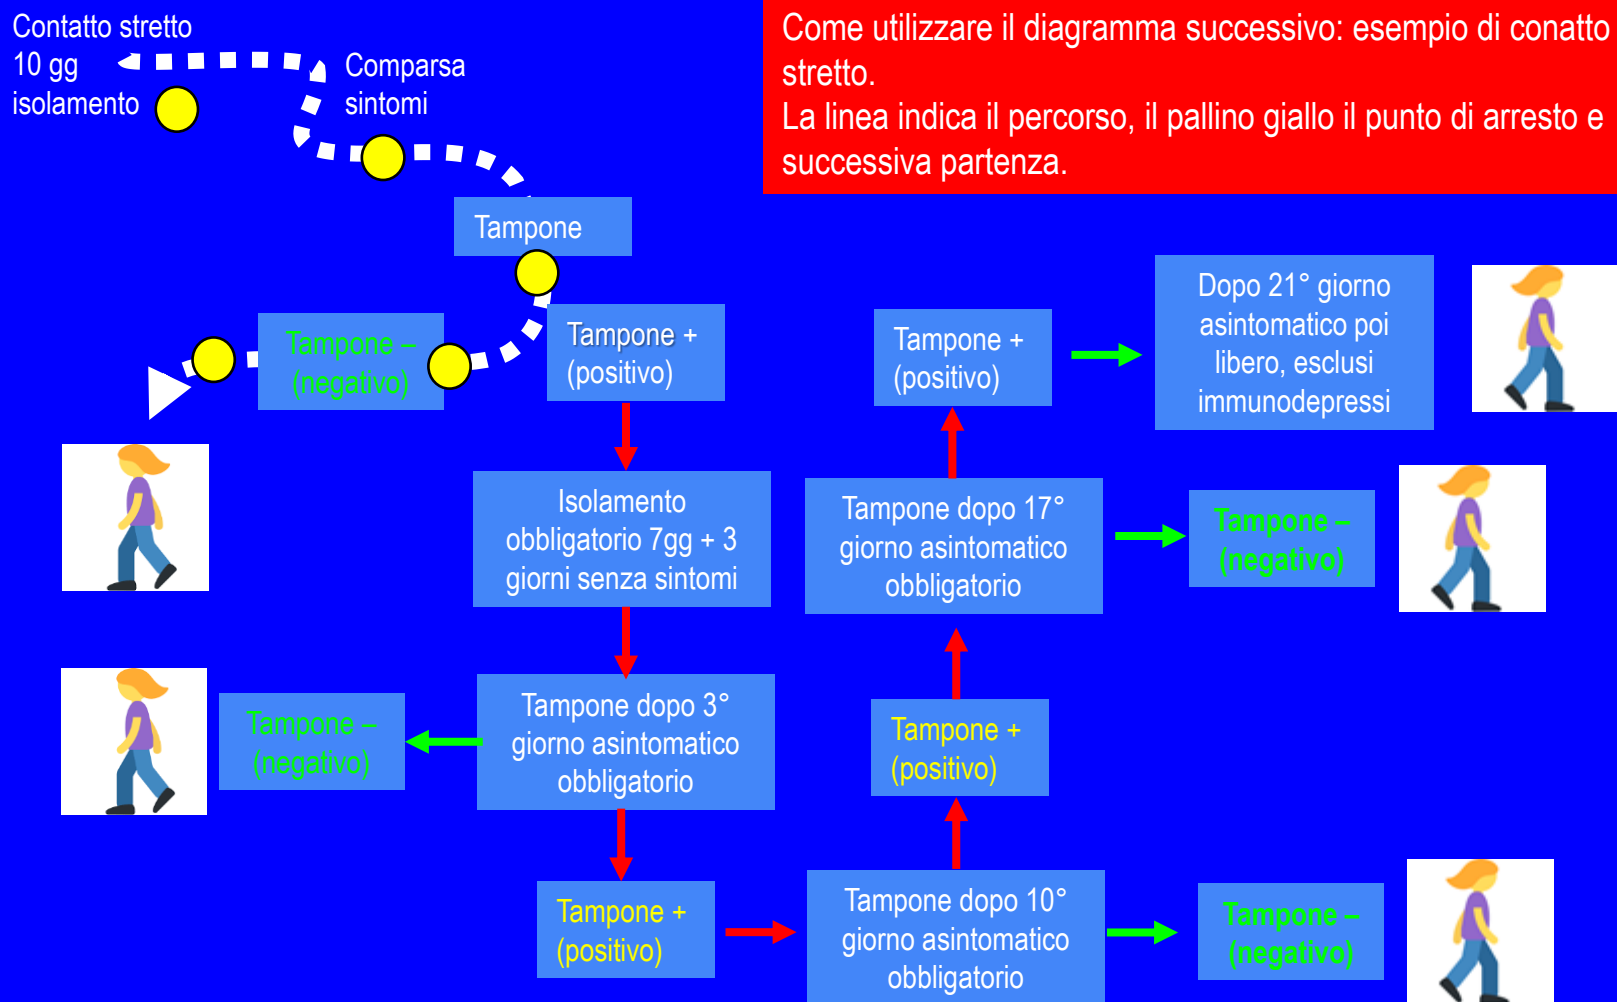 Contatto stretto
10 gg
isolamento
Comparsa
sintomi
Come utilizzare il diagramma successivo: esempio di conatto
stretto.
La linea indica il percorso, il pallino giallo il punto di arresto e
successiva partenza.
Tampone
Tampone –
(negativo)
Tampone +
(positivo)
Isolamento
obbligatorio 7gg + 3
giorni senza sintomi
Tampone dopo 3°
giorno asintomatico
obbligatorio
Tampone –
(negativo)
Tampone +
(positivo)
Tampone dopo 10°
giorno asintomatico
obbligatorio
Tampone –
(negativo)
Tampone +
(positivo)
Tampone dopo 17°
giorno asintomatico
obbligatorio
Tampone –
(negativo)
Tampone +
(positivo)
Dopo 21° giorno
asintomatico poi
libero, esclusi
immunodepressi